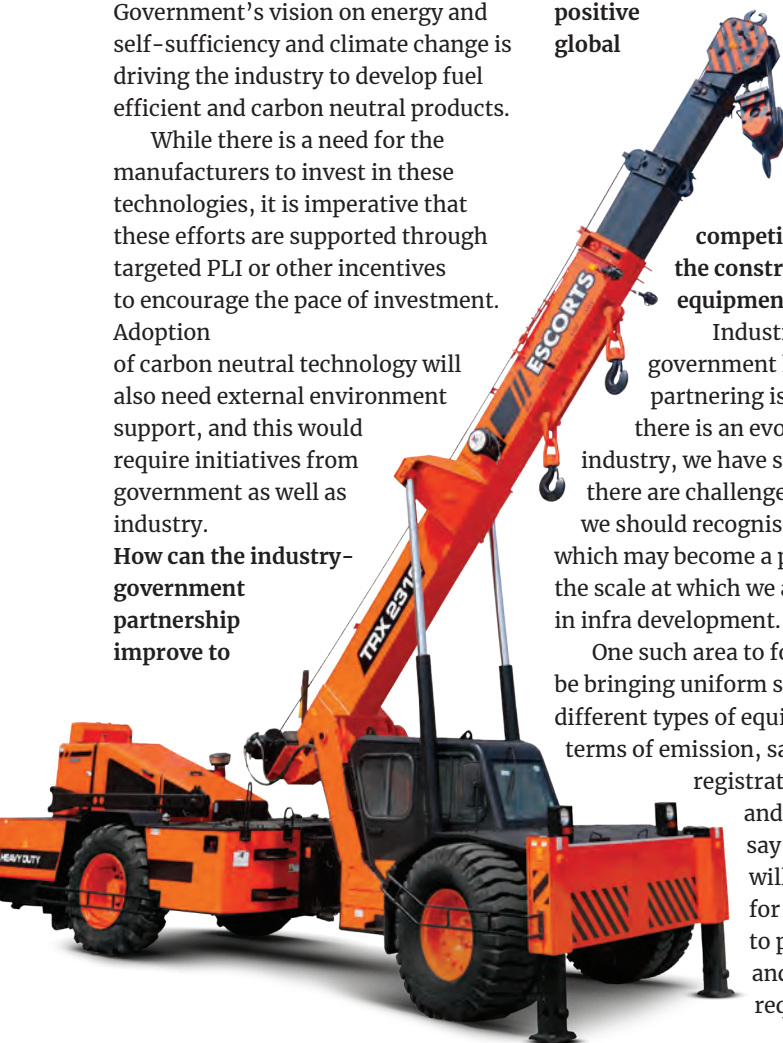 Government's vision on energy and
self-sufficiency and climate change is
driving the industry to develop fuel
efficient and carbon neutral products.
While there is a need for the
manufacturers to invest in these
technologies, it is imperative that
these efforts are supported through
targeted PLI or other incentives
to encourage the pace of investment.
Adoption
of carbon neutral technology will
also need external environment
support, and this would
require initiatives from
government as well as
industry.
How can the industry-
government
partnership
improve to
positive
global
competi
the constr
equipmen
Industr
government
partnering is
there is an evo
industry, we have s
there are challenge
we should recognis
which may become a p
the scale at which we a
in infra development.
One such area to fo
be bringing uniform s
different types of equi
terms of emission, sa
registrat
and
say
will
for
to p
and
req
ESCORTS
TRX
HEAVY DUTY